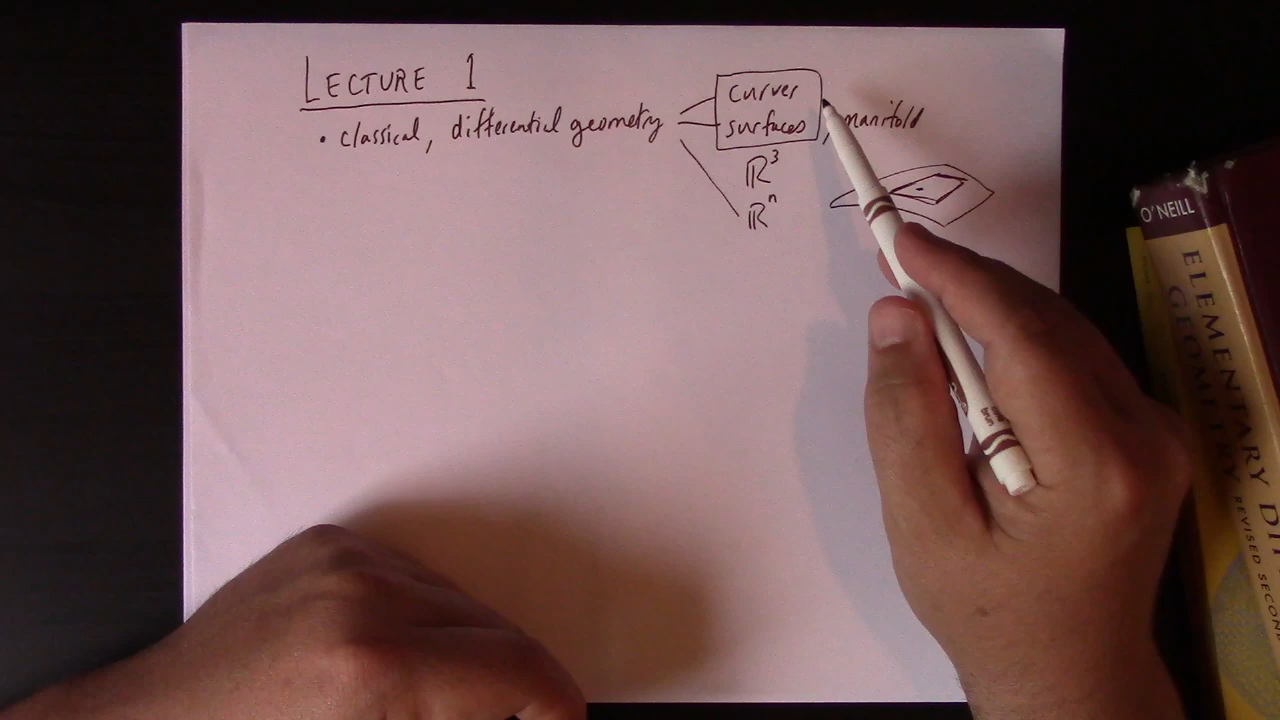 LECTURE 1
• classical, differential geometry
curves
surfaces, manifold
ℝ³
ℝⁿ
O'NEILL
ELEMENTARY DI
GEOMETRY REVISED SECON